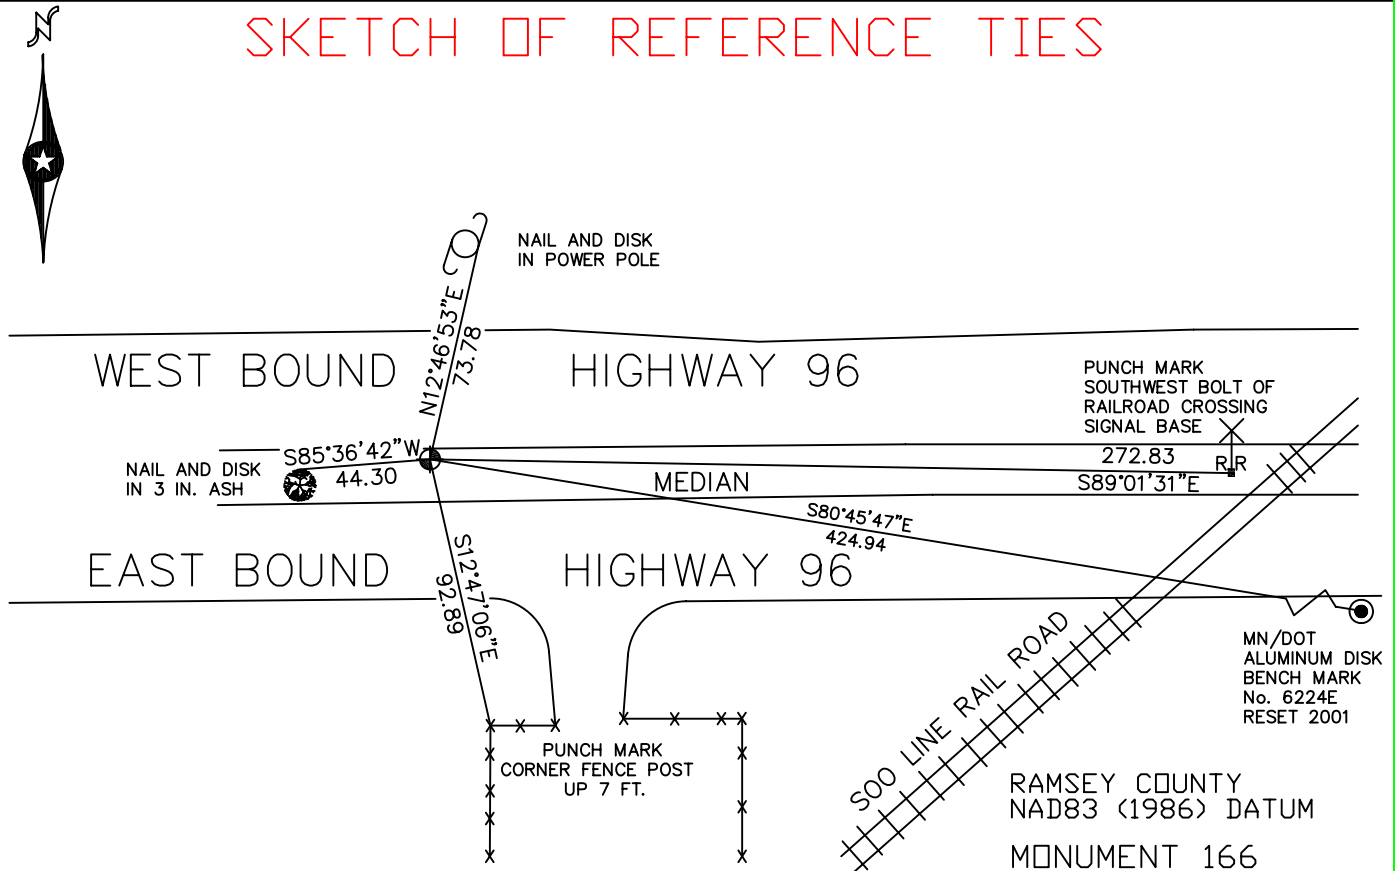 N
SKETCH OF REFERENCE TIES
NAIL AND DISK
IN POWER POLE
N12°46'53"E
73.78
WEST BOUND HIGHWAY 96
PUNCH MARK
SOUTHWEST BOLT OF
RAILROAD CROSSING
SIGNAL BASE
S85°36'42"W
44.30
NAIL AND DISK
IN 3 IN. ASH
MEDIAN
272.83
R R
S89°01'31"E
S80°45'47"E
424.94
EAST BOUND HIGHWAY 96
S12°47'06"E
92.89
SOO LINE RAIL ROAD
MN/DOT
ALUMINUM DISK
BENCH MARK
No. 6224E
RESET 2001
PUNCH MARK
CORNER FENCE POST
UP 7 FT.
RAMSEY COUNTY
NAD83 (1986) DATUM
MONUMENT 166